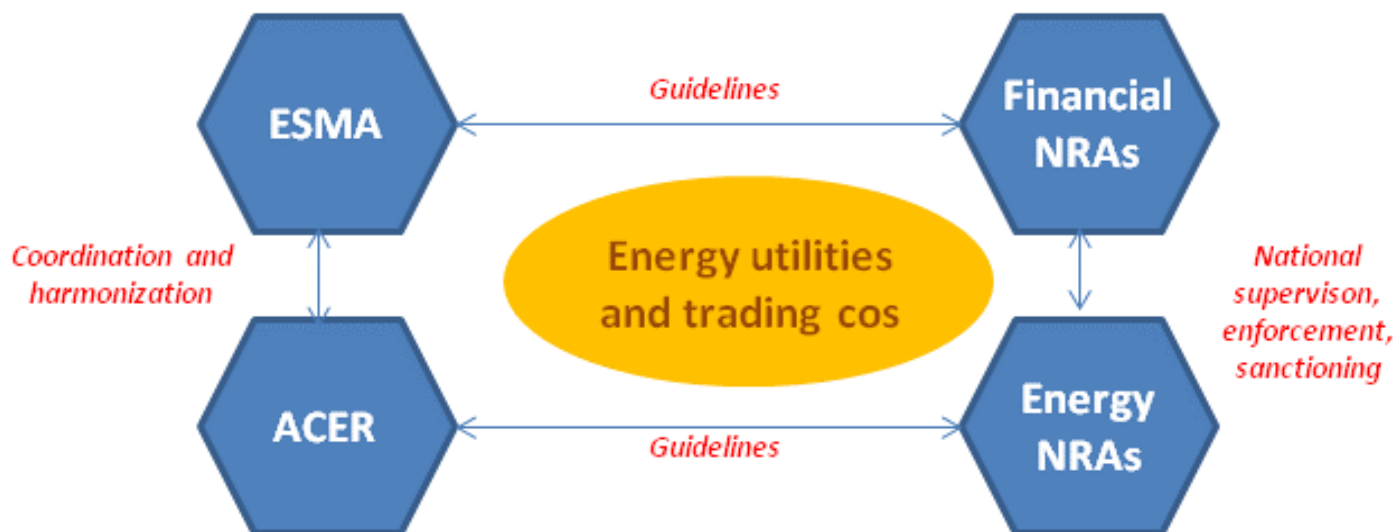 ESMA
Guidelines
Financial
NRAs
Coordination and
harmonization
Energy utilities
and trading cos
National
supervison,
enforcement,
sanctioning
ACER
Guidelines
Energy
NRAs